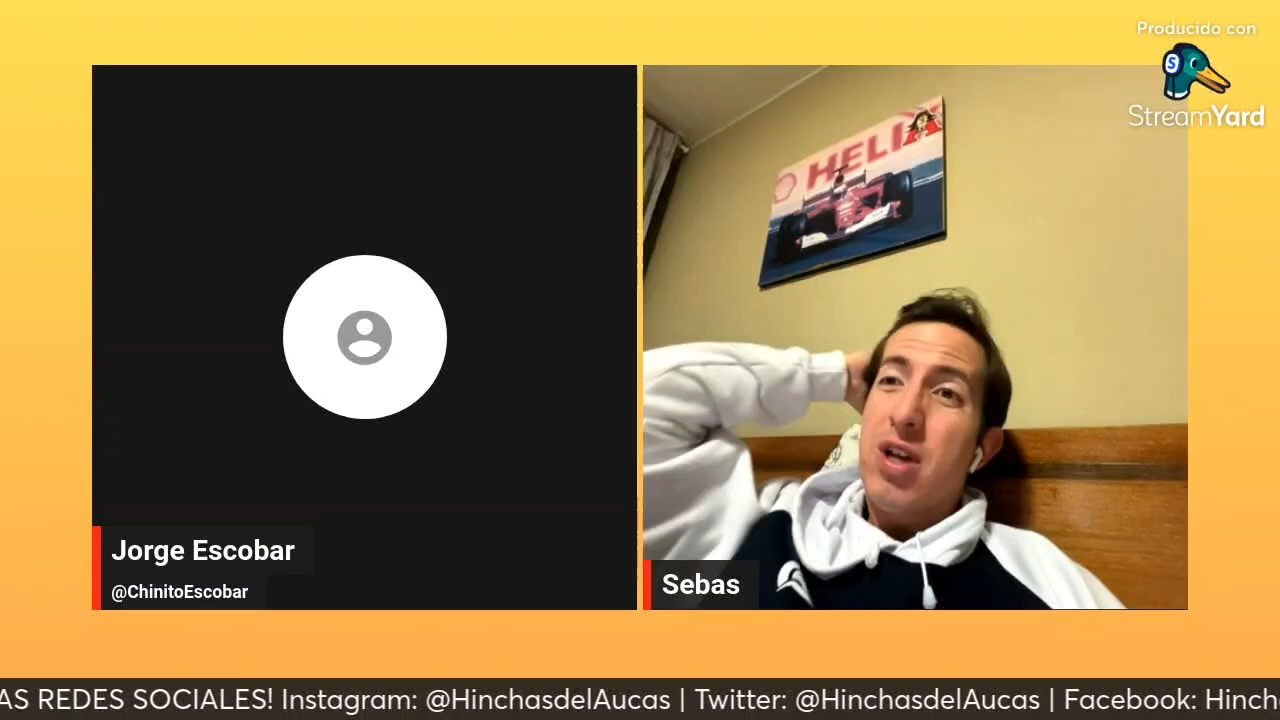 Producido con
StreamYard
S
HELIX
Jorge Escobar
@ChinitoEscobar
Sebas
AS REDES SOCIALES! Instagram: @HinchasdelAucas | Twitter: @HinchasdelAucas | Facebook: Hinch